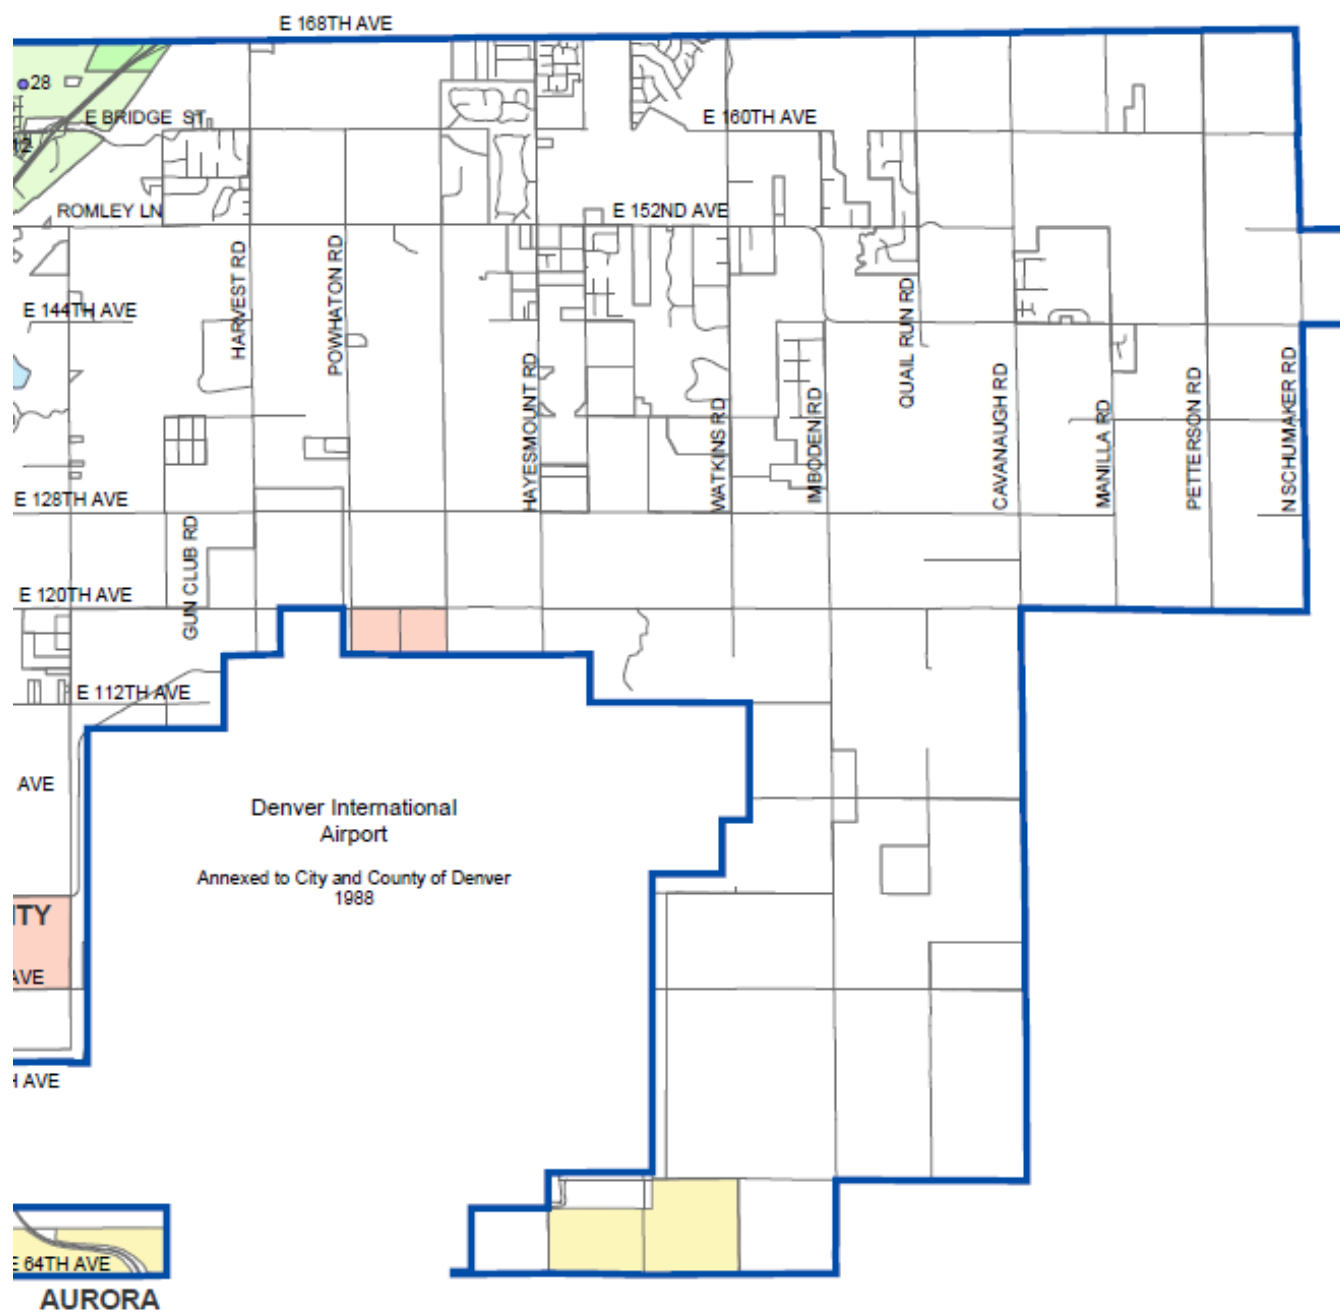 E 168TH AVE
28
E BRIDGE ST
E 160TH AVE
12
ROMLEY LN
E 152ND AVE
HARVEST RD
POWHATON RD
E 144TH AVE
QUAIL RUN RD
HAYESMOUNT RD
WATKINS RD
IMBODEN RD
CAVANAUGH RD
MANILLA RD
PETTERSON RD
N SCHUMAKER RD
E 128TH AVE
GUN CLUB RD
E 120TH AVE
E 112TH AVE
AVE
Denver International
Airport
Annexed to City and County of Denver
1988
ITY
AVE
H AVE
E 64TH AVE
AURORA